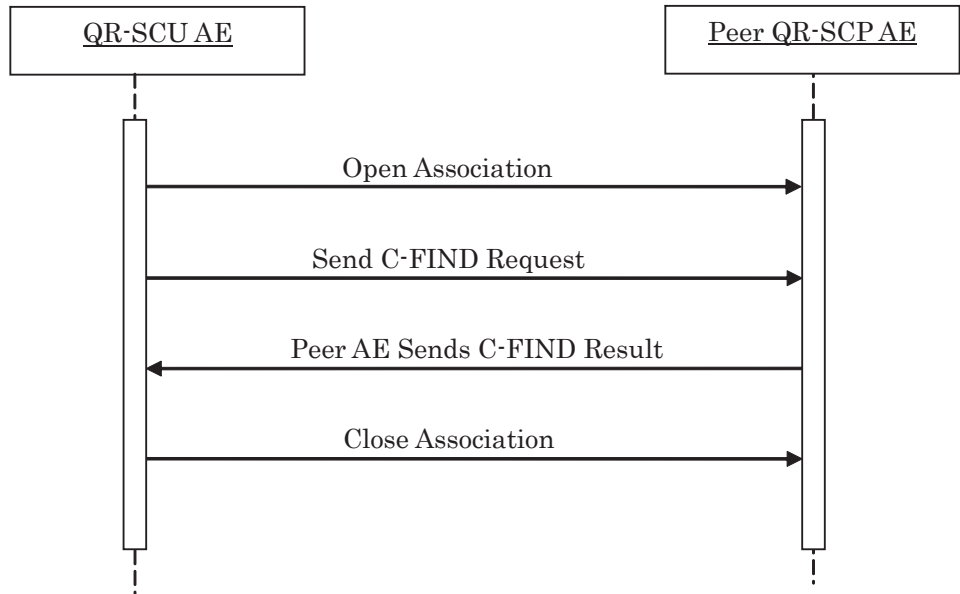 QR-SCU AE
Peer QR-SCP AE
Open Association
Send C-FIND Request
Peer AE Sends C-FIND Result
Close Association